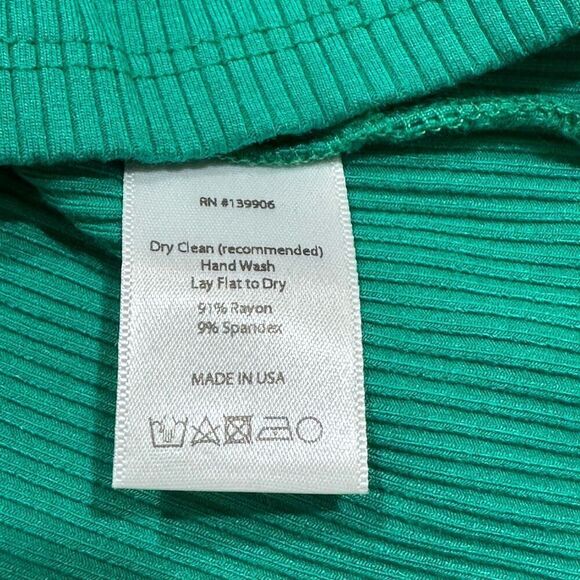 RN #139906
Dry Clean (recommended)
Hand Wash
Lay Flat to Dry
91% Rayon
9% Spandex
MADE IN USA